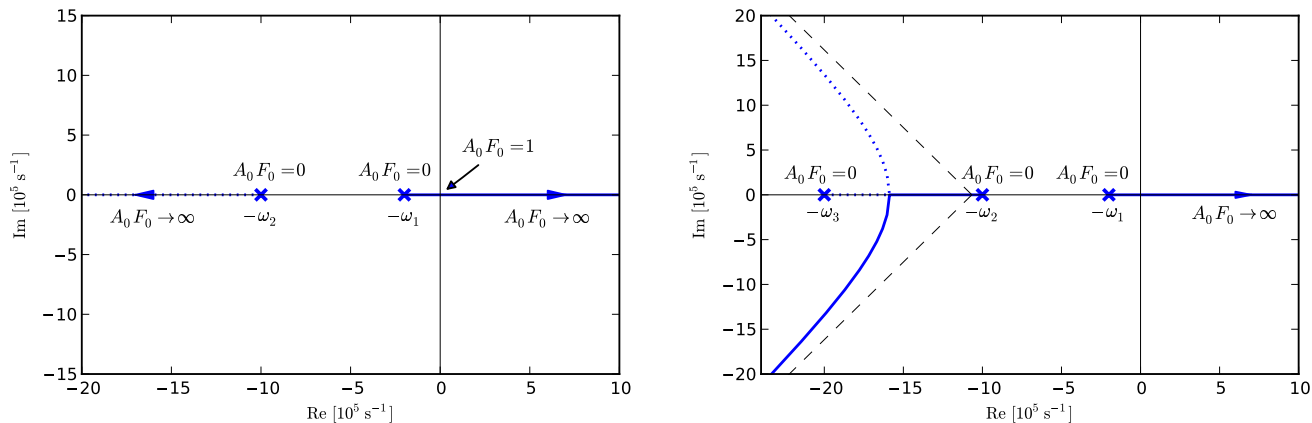 15
10
5
0
−5
−10
−15
−20 −15 −10 −5 0 5 10
Im [10⁵ s⁻¹]
Re [10⁵ s⁻¹]
A₀F₀=1
A₀F₀=0 A₀F₀=0
−ω₂ −ω₁
A₀F₀→∞ A₀F₀→∞
20
15
10
5
0
−5
−10
−15
−20
−20 −15 −10 −5 0 5 10
Im [10⁵ s⁻¹]
Re [10⁵ s⁻¹]
A₀F₀=0 A₀F₀=0 A₀F₀=0
−ω₃ −ω₂ −ω₁
A₀F₀→∞